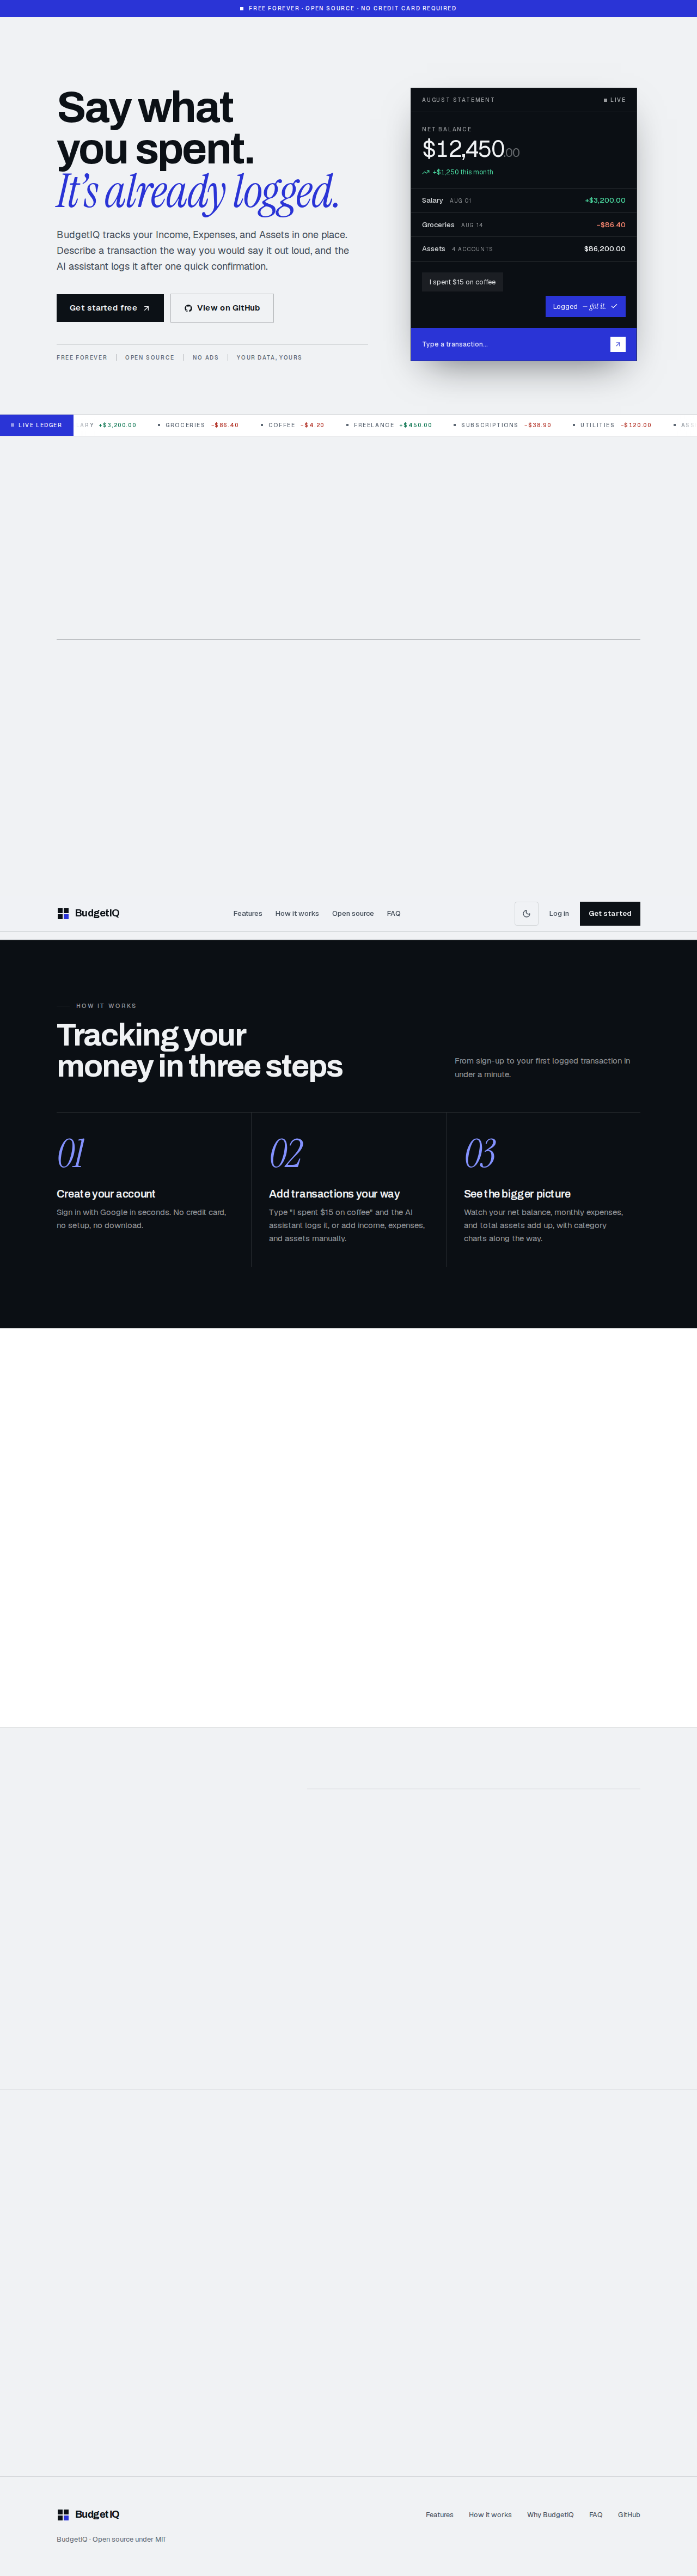 FREE FOREVER · OPEN SOURCE · NO CREDIT CARD REQUIRED
Say what
you spent.
It's already logged.
BudgetIQ tracks your Income, Expenses, and Assets in one place.
Describe a transaction the way you would say it out loud, and the
AI assistant logs it after one quick confirmation.
Get started free
View on GitHub
FREE FOREVER
OPEN SOURCE
NO ADS
YOUR DATA, YOURS
AUGUST STATEMENT
LIVE
NET BALANCE
$12,450.00
+$1,250 this month
Salary AUG 01 +$3,200.00
Groceries AUG 14 −$86.40
Assets 4 ACCOUNTS $86,200.00
I spent $15 on coffee
Logged – got it.
Type a transaction...
LIVE LEDGER
ARY +$3,200.00 • GROCERIES −$86.40 • COFFEE −$4.20 • FREELANCE +$450.00 • SUBSCRIPTIONS −$38.90 • UTILITIES −$120.00 •
BudgetIQ
Features
How it works
Open source
FAQ
Log in
Get started
HOW IT WORKS
Tracking your
money in three steps
From sign-up to your first logged transaction in
under a minute.
01
Create your account
Sign in with Google in seconds. No credit card,
no setup, no download.
02
Add transactions your way
Type "I spent $15 on coffee" and the AI
assistant logs it, or add income, expenses,
and assets manually.
03
See the bigger picture
Watch your net balance, monthly expenses,
and total assets add up, with category
charts along the way.
BudgetIQ
Features
How it works
Why BudgetIQ
FAQ
GitHub
BudgetIQ · Open source under MIT